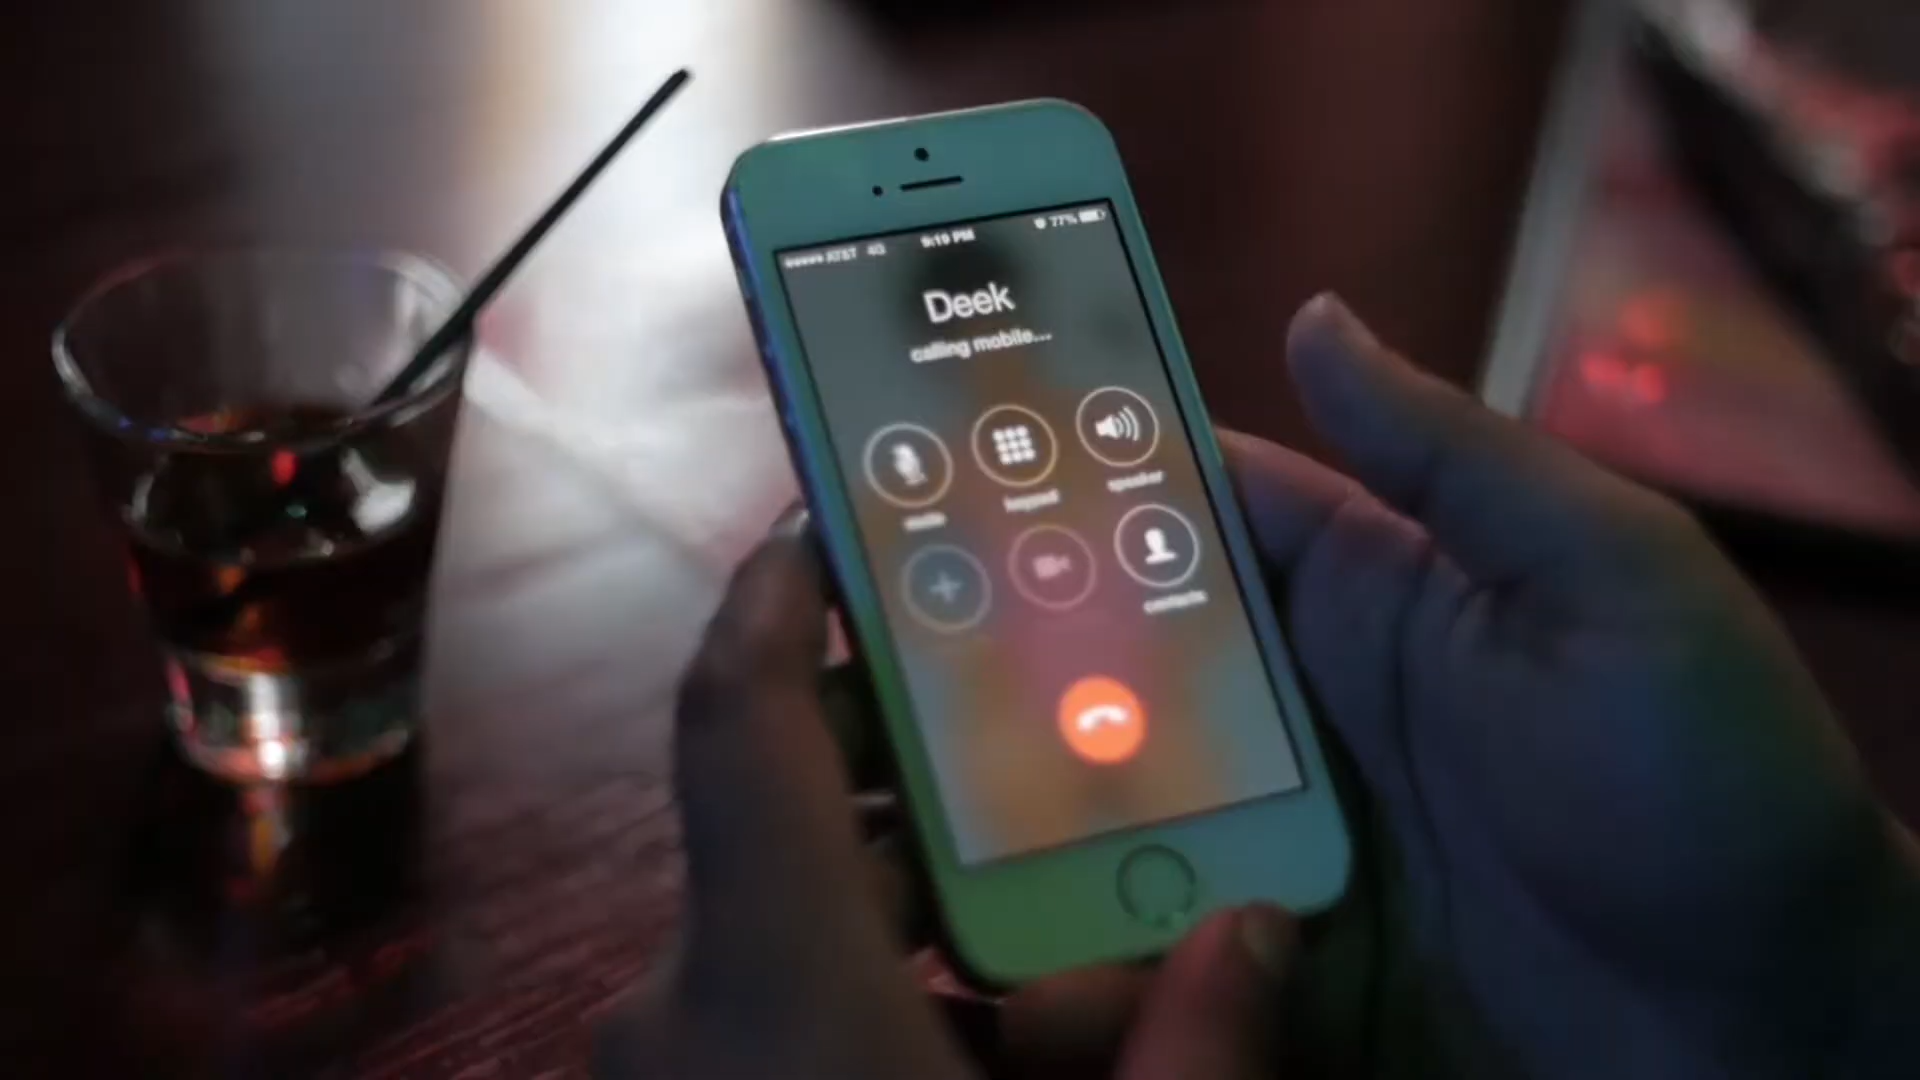 AT&T 4G 9:19 PM 77%
Deek
calling mobile...
mute keypad speaker
contacts